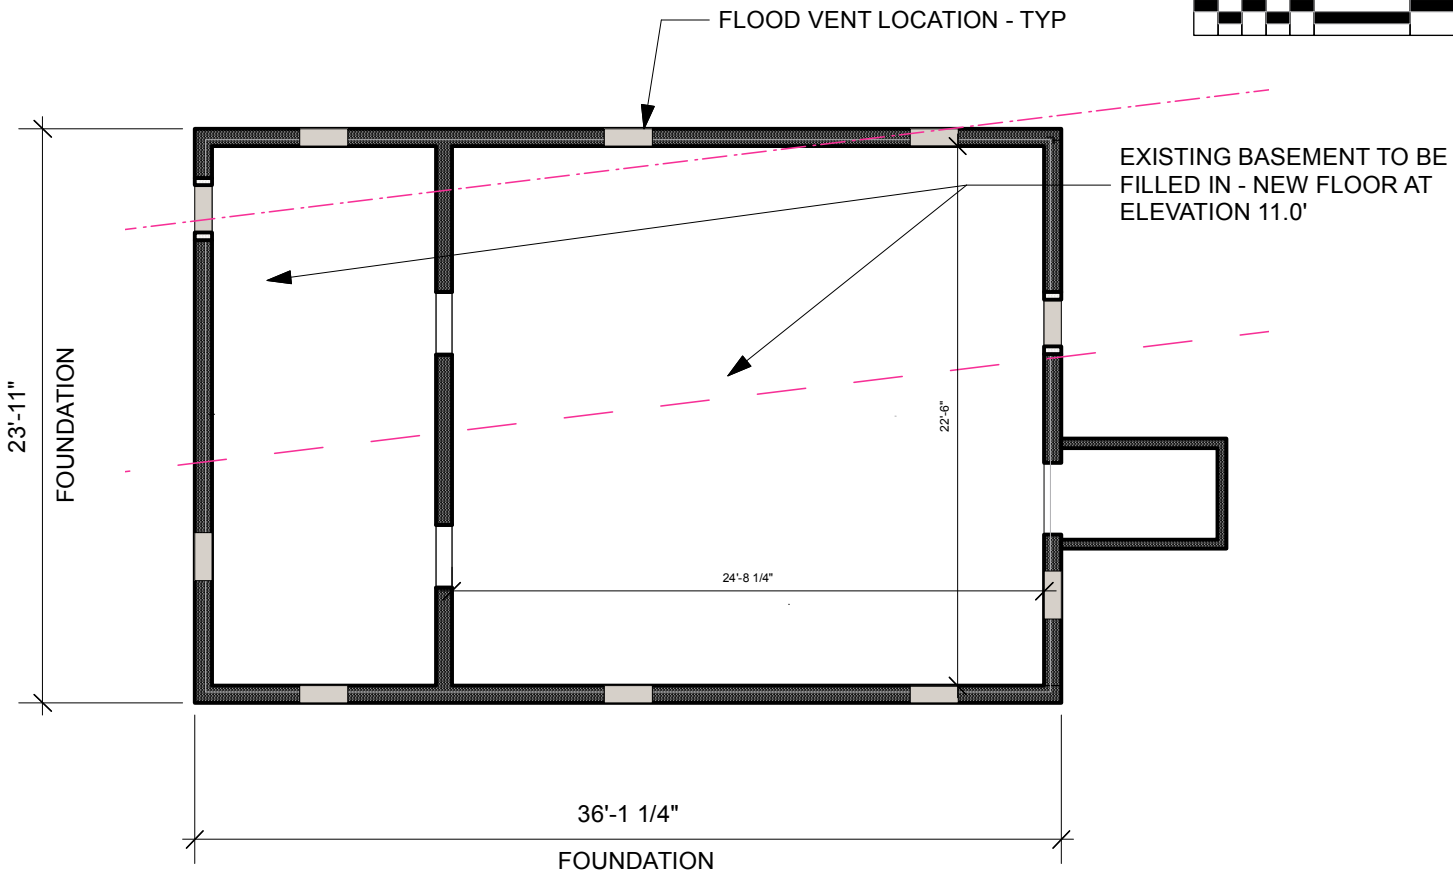 FLOOD VENT LOCATION - TYP
EXISTING BASEMENT TO BE
FILLED IN - NEW FLOOR AT
ELEVATION 11.0'
23'-11"
FOUNDATION
22'-6"
24'-8 1/4"
36'-1 1/4"
FOUNDATION